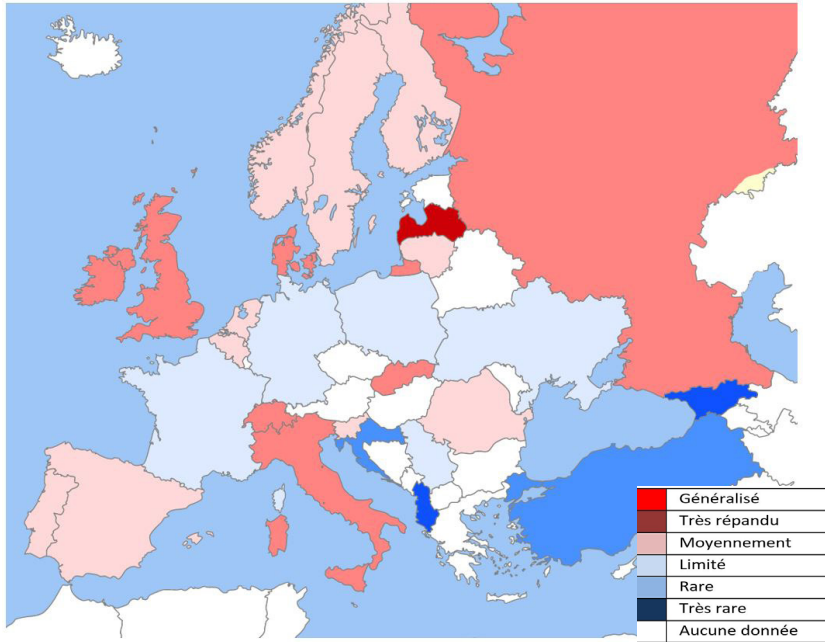 Généralisé
Très répandu
Moyennement
Limité
Rare
Très rare
Aucune donnée